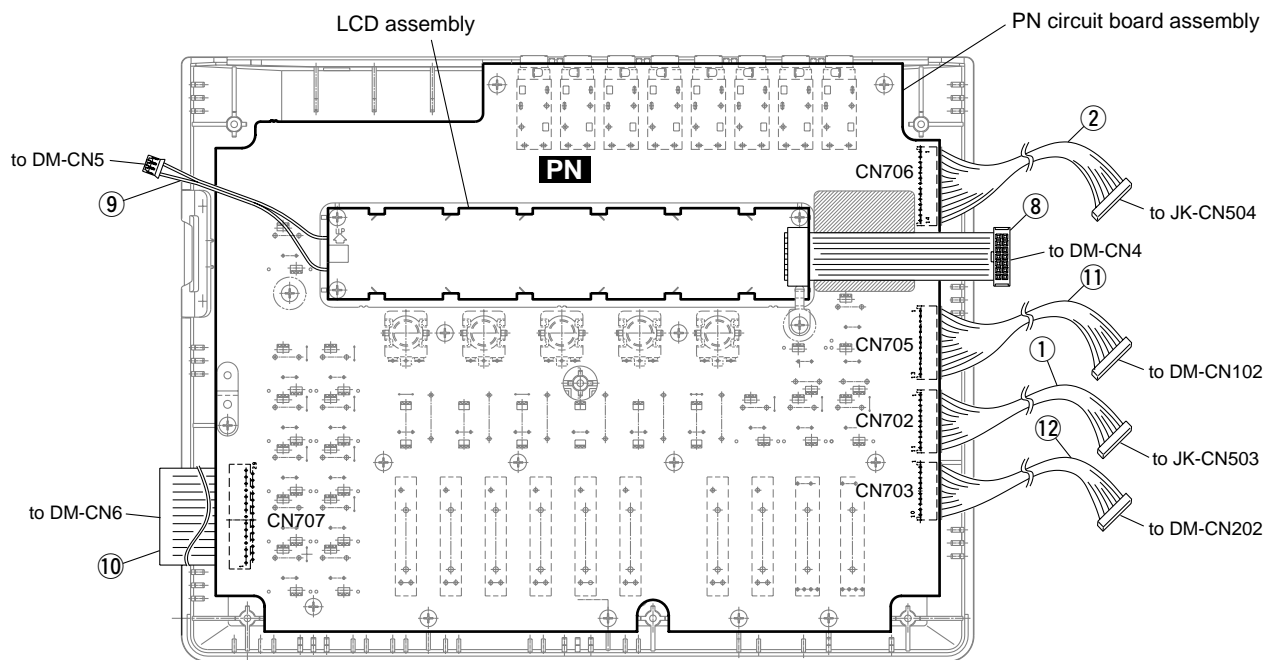 LCD assembly
PN circuit board assembly
②
to DM-CN5
⑨
PN
CN706
to JK-CN504
UP
⑧
to DM-CN4
⑪
CN705
①
to DM-CN102
CN702
⑫
to JK-CN503
CN703
to DM-CN6
CN707
to DM-CN202
⑩